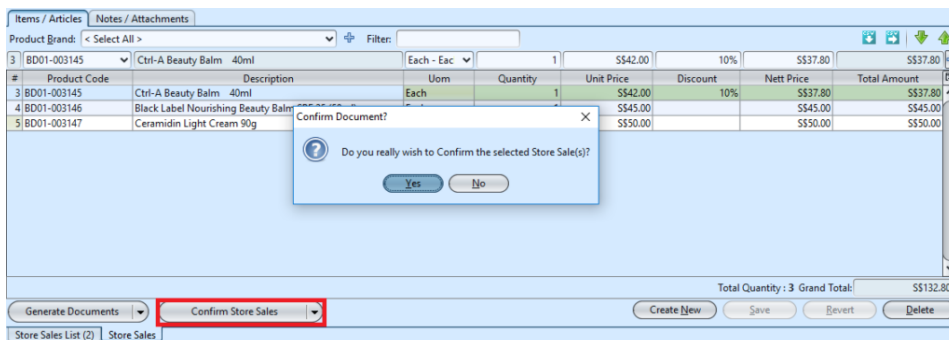 Items / Articles Notes / Attachments
Product Brand: < Select All > Filter:
3 BD01-003145 Ctrl-A Beauty Balm 40ml Each - Eac 1 S$42.00 10% S$37.80 S$37.80
# Product Code Description Uom Quantity Unit Price Discount Nett Price Total Amount
3 BD01-003145 Ctrl-A Beauty Balm 40ml Each 1 S$42.00 10% S$37.80 S$37.80
4 BD01-003146 Black Label Nourishing Beauty Balm S$45.00 S$45.00 S$45.00
5 BD01-003147 Ceramidin Light Cream 90g S$50.00 S$50.00 S$50.00
Confirm Document?
Do you really wish to Confirm the selected Store Sale(s)?
Yes No
Total Quantity : 3 Grand Total: S$132.80
Generate Documents Confirm Store Sales Create New Save Revert Delete
Store Sales List (2) Store Sales